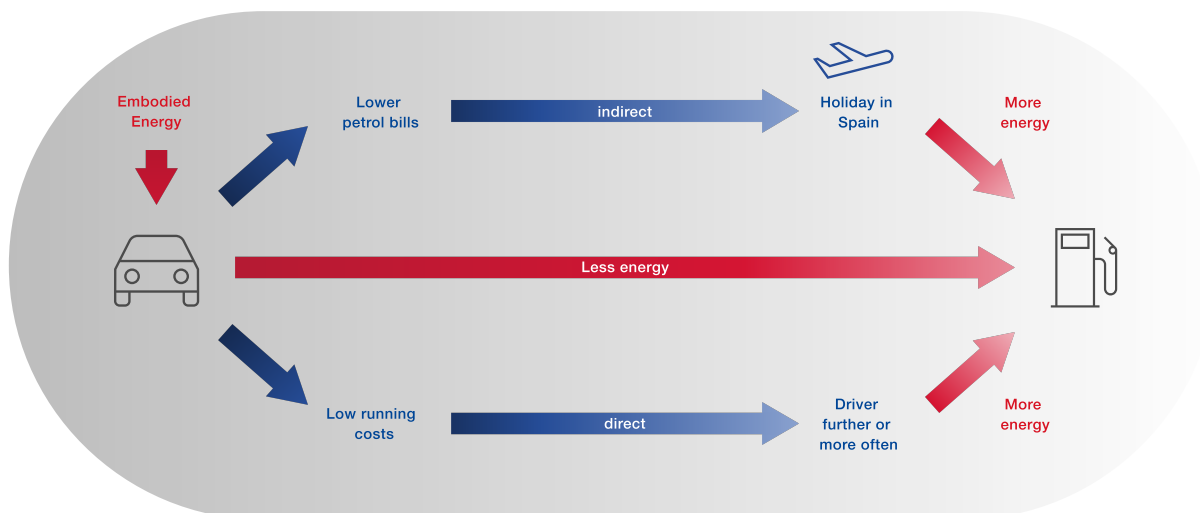 Embodied
Energy
Lower
petrol bills
indirect
Holiday in
Spain
More
energy
Less energy
Low running
costs
direct
Driver
further or
more often
More
energy